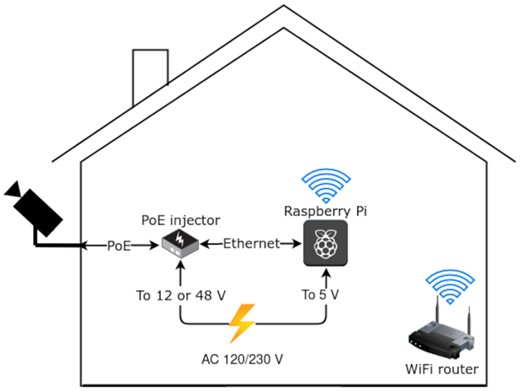 Raspberry Pi
PoE injector
PoE
Ethernet
To 12 or 48 V
To 5 V
AC 120/230 V
WiFi router